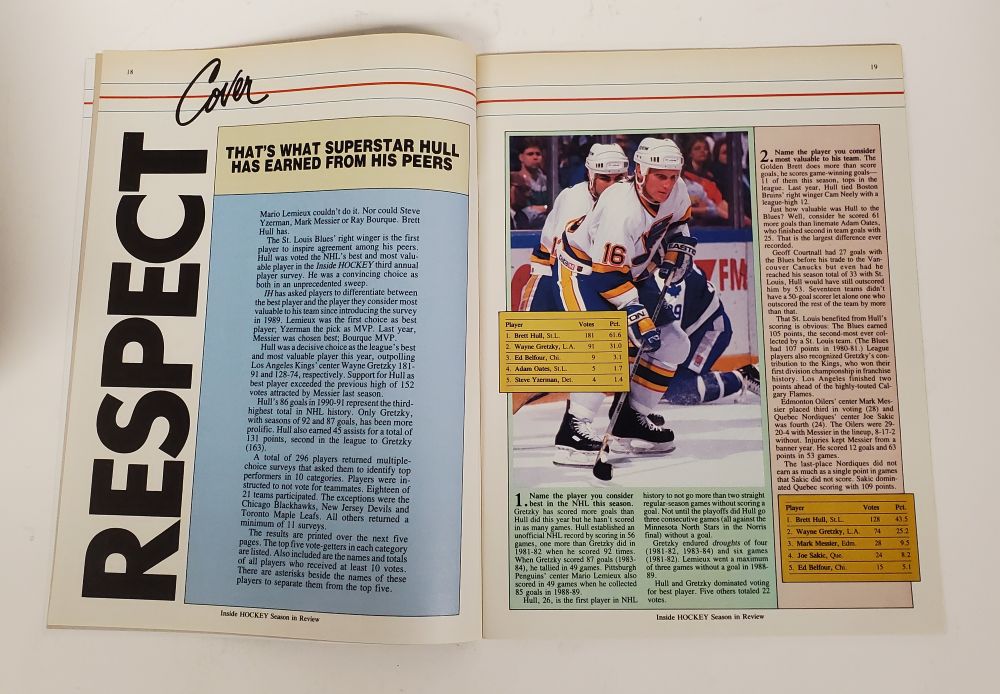 18
Cover
RESPECT
THAT'S WHAT SUPERSTAR HULL
HAS EARNED FROM HIS PEERS
Mario Lemieux couldn't do it. Nor could Steve
Yzerman, Mark Messier or Ray Bourque. Brett
Hull has.
The St. Louis Blues' right winger is the first
player to inspire agreement among his peers.
Hull was voted the NHL's best and most valu-
able player in the Inside HOCKEY third annual
player survey. He was a convincing choice as
both in an unprecedented sweep.
IH has asked players to differentiate between
the best player and the player they consider most
valuable to his team since introducing the survey
in 1989. Lemieux was the first choice as best
player; Yzerman the pick as MVP. Last year,
Messier was chosen best; Bourque MVP.
Hull was a decisive choice as the league's best
and most valuable player this year, outpolling
Los Angeles Kings' center Wayne Gretzky 181-
91 and 128-74, respectively. Support for Hull as
best player exceeded the previous high of 152
votes attracted by Messier last season.
Hull's 86 goals in 1990-91 represent the third-
highest total in NHL history. Only Gretzky,
with seasons of 92 and 87 goals, has been more
prolific. Hull also earned 45 assists for a total of
131 points, second in the league to Gretzky
(163).
A total of 296 players returned multiple-
choice surveys that asked them to identify top
performers in 10 categories. Players were in-
structed to not vote for teammates. Eighteen of
21 teams participated. The exceptions were the
Chicago Blackhawks, New Jersey Devils and
Toronto Maple Leafs. All others returned a
minimum of 11 surveys.
The results are printed over the next five
pages. The top five vote-getters in each category
are listed. Also included are the names and totals
of all players who received at least 10 votes.
There are asterisks beside the names of these
players to separate them from the top five.
Inside HOCKEY Season in Review
19
16
EASTON
FM
9
Player Votes Pct.
1. Brett Hull, St.L. 181 61.6
2. Wayne Gretzky, L.A. 91 31.0
3. Ed Belfour, Chi. 9 3.1
4. Adam Oates, St.L. 5 1.7
5. Steve Yzerman, Det. 4 1.4
1. Name the player you consider
best in the NHL this season.
Gretzky has scored more goals than
Hull did this year but he hasn't scored
in as many games. Hull established an
unofficial NHL record by scoring in 56
games, one more than Gretzky did in
1981-82 when he scored 92 times.
When Gretzky scored 87 goals (1983-
84), he tallied in 49 games. Pittsburgh
Penguins' center Mario Lemieux also
scored in 49 games when he collected
85 goals in 1988-89.
Hull, 26, is the first player in NHL
history to not go more than two straight
regular-season games without scoring a
goal. Not until the playoffs did Hull go
three consecutive games (all against the
Minnesota North Stars in the Norris
final) without a goal.
Gretzky endured droughts of four
(1981-82, 1983-84) and six games
(1981-82). Lemieux went a maximum
of three games without a goal in 1988-
89.
Hull and Gretzky dominated voting
for best player. Five others totaled 22
votes.
2. Name the player you consider
most valuable to his team. The
Golden Brett does more than score
goals, he scores game-winning goals—
11 of them this season, tops in the
league. Last year, Hull tied Boston
Bruins' right winger Cam Neely with a
league-high 12.
Just how valuable was Hull to the
Blues? Well, consider he scored 61
more goals than linemate Adam Oates,
who finished second in team goals with
25. That is the largest difference ever
recorded.
Geoff Courtnall had 27 goals with
the Blues before his trade to the Van-
couver Canucks but even had he
reached his season total of 33 with St.
Louis, Hull would have still outscored
him by 53. Seventeen teams didn't
have a 50-goal scorer let alone one who
outscored the rest of the team by more
than that.
That St. Louis benefited from Hull's
scoring is obvious: The Blues earned
105 points, the second-most ever col-
lected by a St. Louis team. (The Blues
had 107 points in 1980-81.) League
players also recognized Gretzky's con-
tribution to the Kings, who won their
first division championship in franchise
history. Los Angeles finished two
points ahead of the highly-touted Cal-
gary Flames.
Edmonton Oilers' center Mark Mes-
sier placed third in voting (28) and
Quebec Nordiques' center Joe Sakic
was fourth (24). The Oilers were 29-
20-4 with Messier in the lineup, 8-17-2
without. Injuries kept Messier from a
banner year. He scored 12 goals and 63
points in 53 games.
The last-place Nordiques did not
earn as much as a single point in games
that Sakic did not score. Sakic domin-
ated Quebec scoring with 109 points.
Player Votes Pct.
1. Brett Hull, St.L. 128 43.5
2. Wayne Gretzky, L.A. 74 25.2
3. Mark Messier, Edm. 28 9.5
4. Joe Sakic, Que. 24 8.2
5. Ed Belfour, Chi. 15 5.1
Inside HOCKEY Season in Review